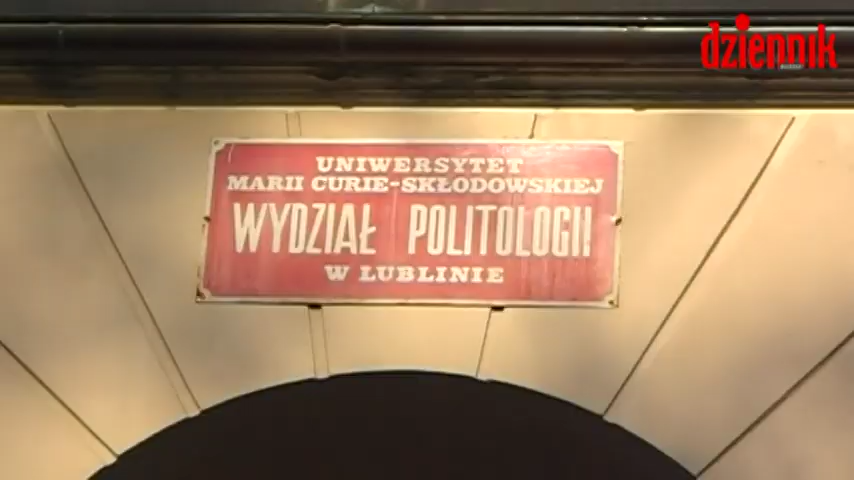 dziennik
UNIWERSYTET
MARII CURIE-SKŁODOWSKIEJ
WYDZIAŁ POLITOLOGII
W LUBLINIE